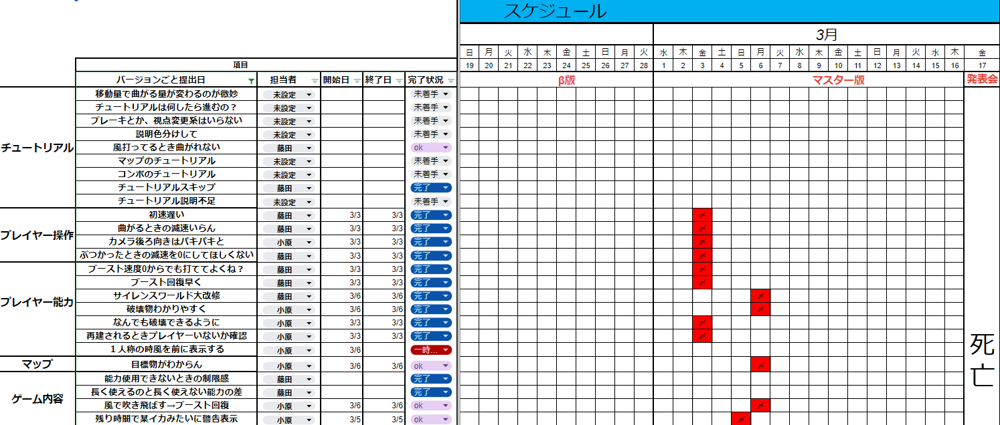 スケジュール
3月
日 月 火 水 木 金 土 日 月 火 水 木 金 土 日 月 火 水 木 金 土 日 月 火 水 木 金
項目
19 20 21 22 23 24 25 26 27 28 1 2 3 4 5 6 7 8 9 10 11 12 13 14 15 16 17
バージョンごと提出日 担当者 開始日 終了日 完了状況 β版 マスター版 発表会
チュートリアル
移動量で曲がる量が変わるのが微妙 未設定 未着手
チュートリアルは何したら進むの？ 未設定 未着手
ブレーキとか、視点変更系はいらない 未設定 未着手
説明色分けして 未設定 未着手
風打ってるとき曲がれない 藤田 ok
マップのチュートリアル 未設定 未着手
コンボのチュートリアル 未設定 未着手
チュートリアルスキップ 藤田 完了
チュートリアル説明不足 未設定 未着手
プレイヤー操作
初速遅い 藤田 3/3 3/3 完了 〆
曲がるときの減速いらん 藤田 3/3 3/3 完了 〆
カメラ後ろ向きはバキバキと 小原 3/3 3/3 完了 〆
ぶつかったときの減速を0にしてほしくない 藤田 3/3 3/3 完了 〆
プレイヤー能力
ブースト速度0からでも打ててよくね？ 藤田 3/3 3/3 完了 〆
ブースト回復早く 藤田 3/3 3/3 完了 〆
サイレンスワールド大改修 藤田 3/6 3/6 完了 〆
破壊物わかりやすく 小原 3/6 3/6 完了 〆
なんでも破壊できるように 小原 3/3 3/3 完了 〆
再建されるときプレイヤーいないか確認 小原 3/3 3/3 完了 〆
１人称の時風を前に表示する 小原 3/6 一時...
マップ
目標物がわからん 小原 3/6 3/6 ok 〆
ゲーム内容
能力使用できないときの制限感 藤田 完了
長く使えるのと長く使えない能力の差 藤田 完了
風で吹き飛ばす→ブースト回復 小原 3/6 3/6 ok 〆
残り時間で某イカみたいに警告表示 小原 3/5 3/5 ok 〆
死亡